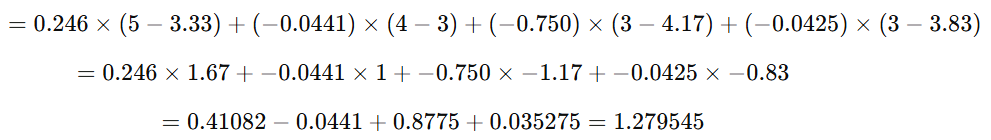 = 0.246 × (5 − 3.33) + (−0.0441) × (4 − 3) + (−0.750) × (3 − 4.17) + (−0.0425) × (3 − 3.83)
= 0.246 × 1.67 + −0.0441 × 1 + −0.750 × −1.17 + −0.0425 × −0.83
= 0.41082 − 0.0441 + 0.8775 + 0.035275 = 1.279545